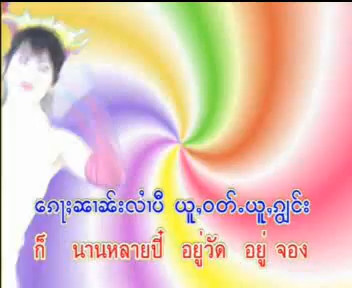 ၵေႃႈၼၢၼ်းလၢႆပီ ယူႇဝတ်ႉယူႇၵျွင်း
ก็ นานหลายปี๋ อยู่วัด อยู่ จอง